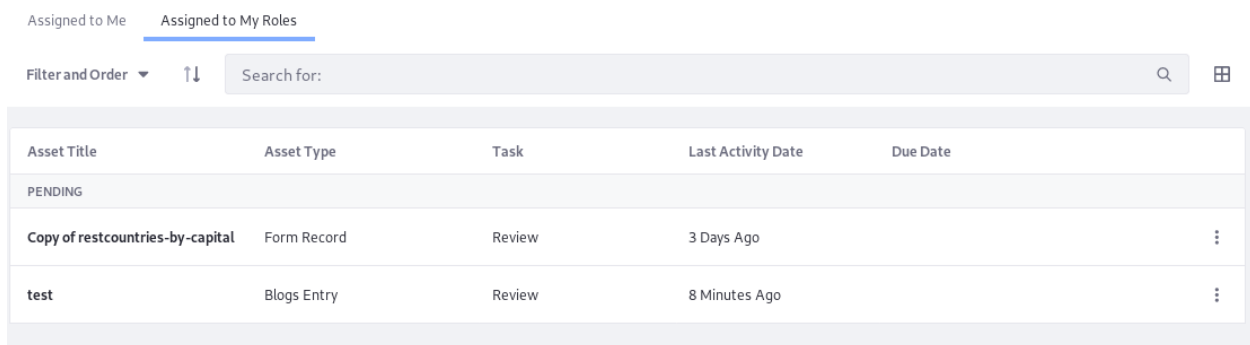 Assigned to Me Assigned to My Roles
Filter and Order Search for:
Asset Title Asset Type Task Last Activity Date Due Date
PENDING
Copy of restcountries-by-capital Form Record Review 3 Days Ago
test Blogs Entry Review 8 Minutes Ago